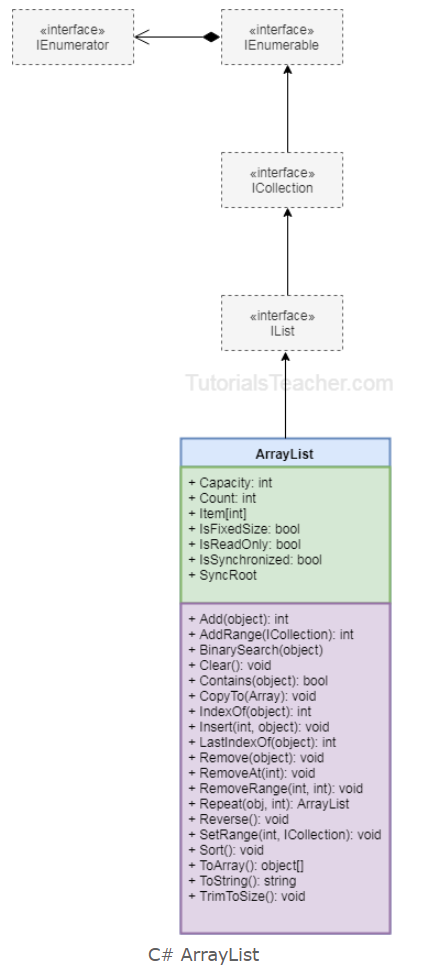 «interface»
IEnumerator
«interface»
IEnumerable
«interface»
ICollection
«interface»
IList
TutorialsTeacher.com
ArrayList
+ Capacity: int
+ Count: int
+ Item[int]
+ IsFixedSize: bool
+ IsReadOnly: bool
+ IsSynchronized: bool
+ SyncRoot
+ Add(object): int
+ AddRange(ICollection): int
+ BinarySearch(object)
+ Clear(): void
+ Contains(object): bool
+ CopyTo(Array): void
+ IndexOf(object): int
+ Insert(int, object): void
+ LastIndexOf(object): int
+ Remove(object): void
+ RemoveAt(int): void
+ RemoveRange(int, int): void
+ Repeat(obj, int): ArrayList
+ Reverse(): void
+ SetRange(int, ICollection): void
+ Sort(): void
+ ToArray(): object[]
+ ToString(): string
+ TrimToSize(): void
C# ArrayList